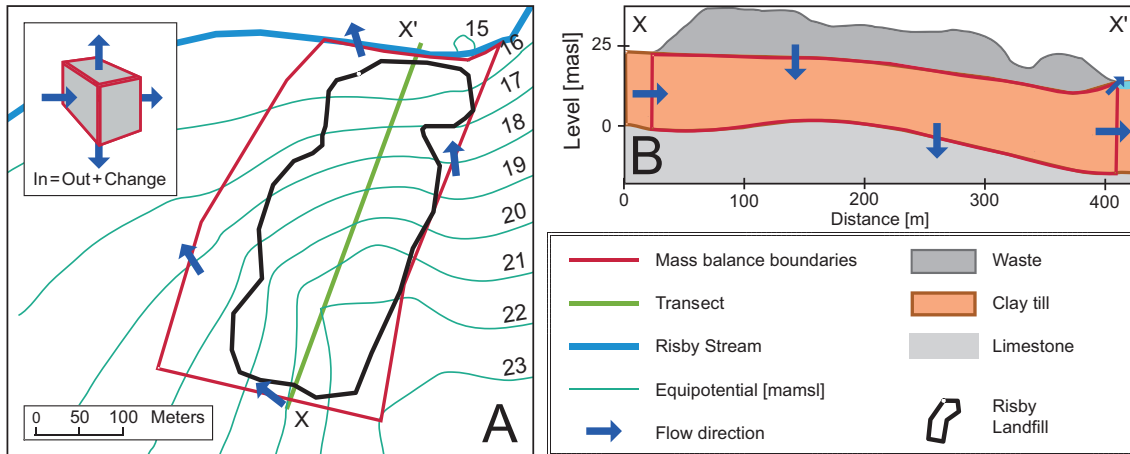 A
X'
15
16
17
18
19
20
21
22
23
In=Out+Change
X
0 50 100 Meters
B
X X'
Level [masl]
25
0
0 100 200 300 400
Distance [m]
Mass balance boundaries
Transect
Risby Stream
Equipotential [mamsl]
Flow direction
Waste
Clay till
Limestone
Risby
Landfill